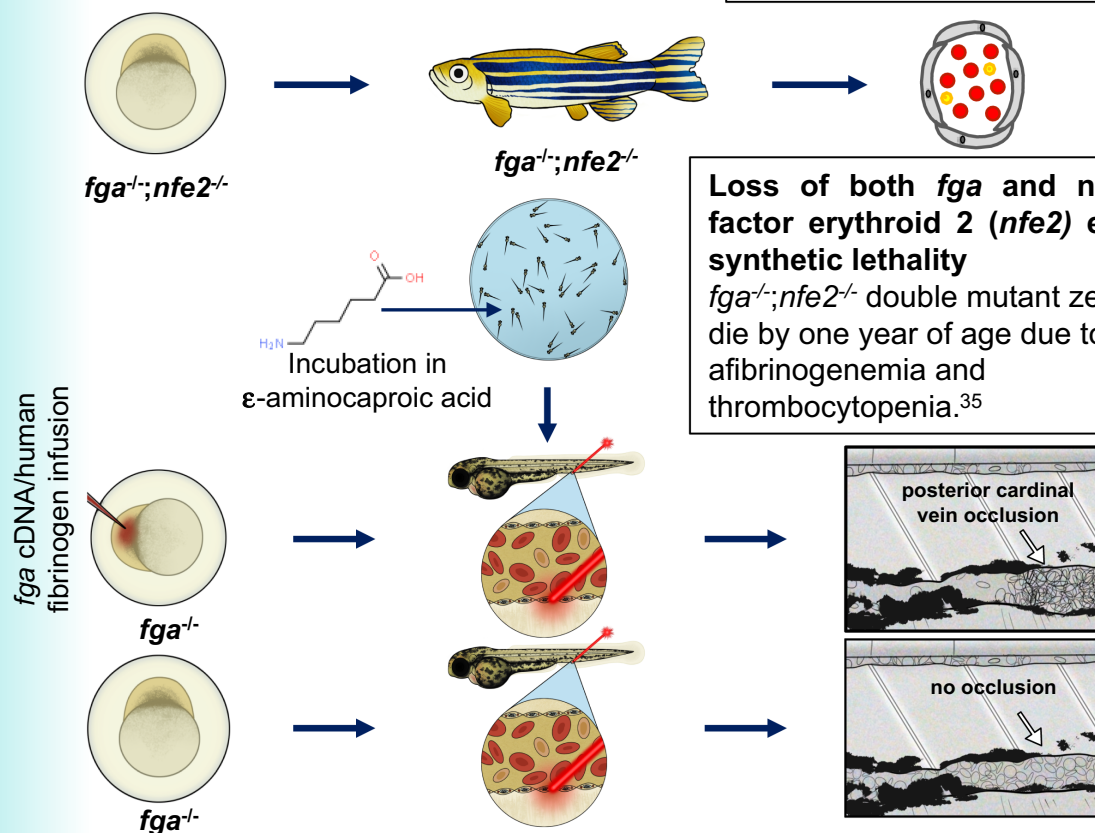 fga-/-;nfe2-/-
fga-/-;nfe2-/-
Loss of both fga and
factor erythroid 2 (nfe2)
synthetic lethality
fga-/-;nfe2-/- double mutant
die by one year of age due
afibrinogenemia and
thrombocytopenia.35
O
OH
H2N
Incubation in
ε-aminocaproic acid
fga cDNA/human
fibrinogen infusion
fga-/-
posterior cardinal
vein occlusion
fga-/-
no occlusion